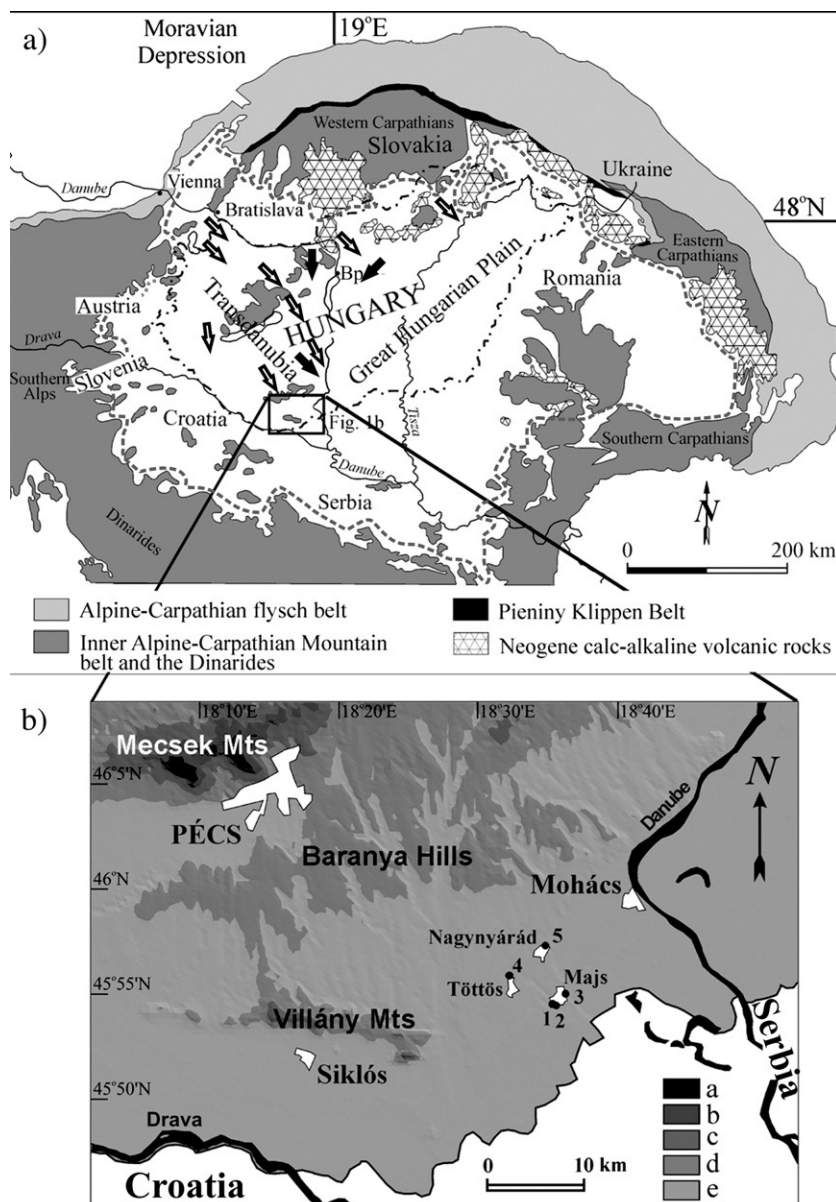 a)
Moravian
Depression
19°E
Western Carpathians
Slovakia
Ukraine
Danube
Vienna
Bratislava
48°N
Eastern
Carpathians
Bp
Romania
Austria
Transdanubia
HUNGARY
Great Hungarian Plain
Drava
Slovenia
Southern
Alps
Croatia
Fig. 1b
Tisza
Southern Carpathians
Danube
Serbia
Dinarides
N
0 200 km
Alpine-Carpathian flysch belt
Pieniny Klippen Belt
Inner Alpine-Carpathian Mountain
belt and the Dinarides
Neogene calc-alkaline volcanic rocks
b)
18°10'E 18°20'E 18°30'E 18°40'E
Mecsek Mts
46°5'N
PÉCS
Danube
N
Baranya Hills
46°N
Mohács
Nagynyárád 5
4
Töttös
Majs
3
1 2
45°55'N
Villány Mts
Siklós
Serbia
45°50'N
a
b
c
d
e
Drava
0 10 km
Croatia